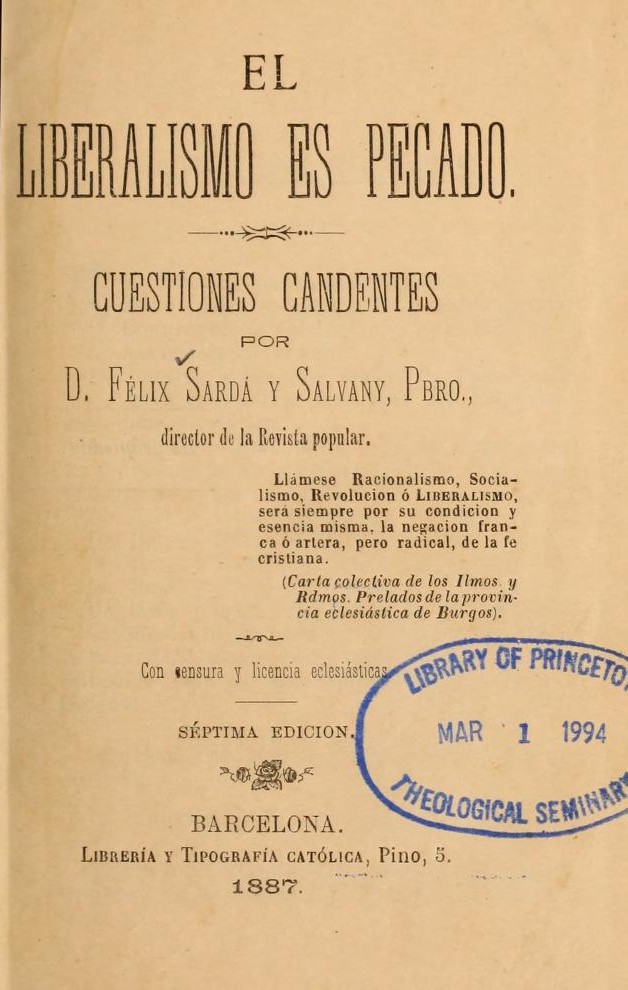 EL
LIBERALISMO ES PECADO.
CUESTIONES CANDENTES
POR
D. FÉLIX SARDÁ Y SALVANY, PBRO.,
director de la Revista popular.
Llámese Racionalismo, Socia-
lismo, Revolucion ó LIBERALISMO,
será siempre por su condicion y
esencia misma, la negacion fran-
ca ó artera, pero radical, de la fe
cristiana.
(Carta colectiva de los Ilmos. y
Rdmos. Prelados de la provin-
cia eclesiástica de Burgos).
Con censura y licencia eclesiásticas
SÉPTIMA EDICION.
BARCELONA.
LIBRERÍA Y TIPOGRAFÍA CATÓLICA, Pino, 5.
1887.
LIBRARY OF PRINCETO
MAR 1 1994
THEOLOGICAL SEMINARY